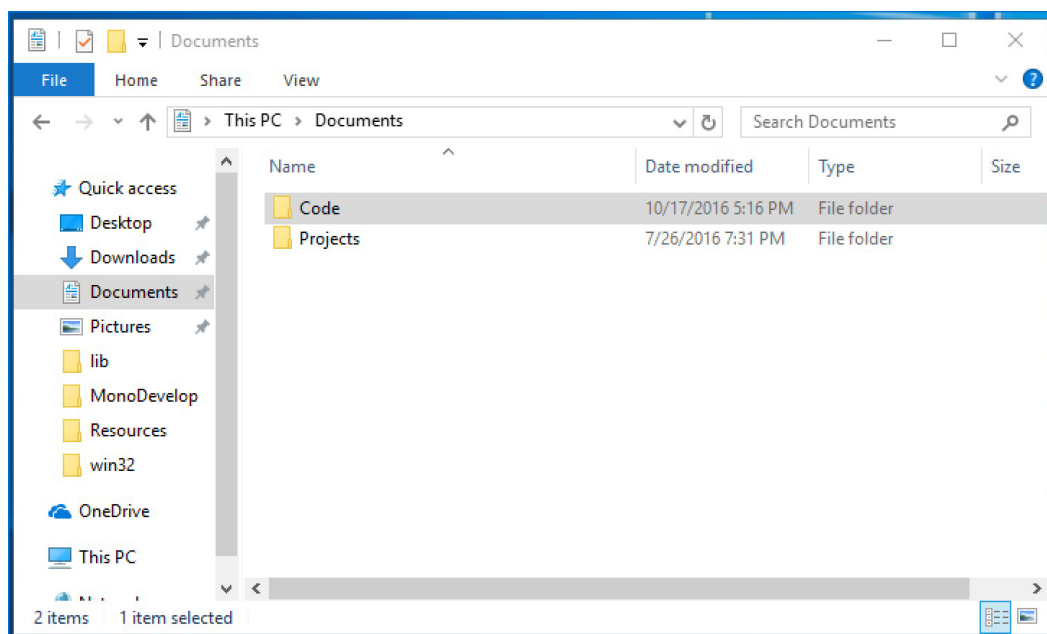 Documents
File Home Share View
This PC Documents Search Documents
Name Date modified Type Size
Quick access
Desktop
Downloads
Documents
Pictures
lib
MonoDevelop
Resources
win32
OneDrive
This PC
Code 10/17/2016 5:16 PM File folder
Projects 7/26/2016 7:31 PM File folder
2 items 1 item selected